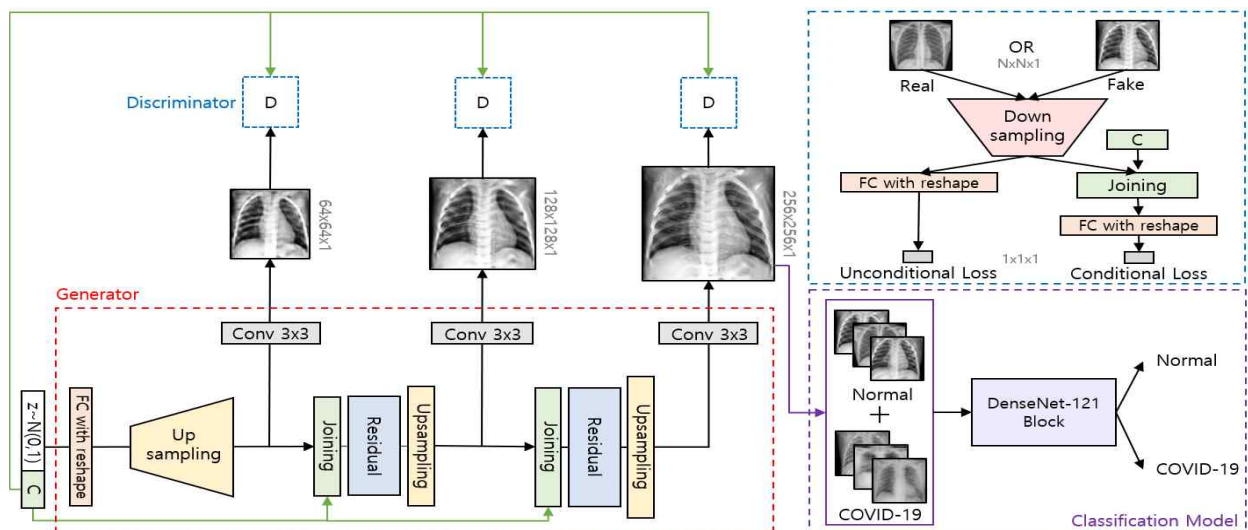 Discriminator
D
D
D
64x64x1
128x128x1
256x256x1
Generator
Conv 3x3
Conv 3x3
Conv 3x3
z~N(0,1)
C
FC with reshape
Up
sampling
Joining
Residual
Upsampling
Joining
Residual
Upsampling
OR
NxNx1
Real
Fake
Down
sampling
C
FC with reshape
Joining
FC with reshape
Unconditional Loss
1x1x1
Conditional Loss
Normal
+
COVID-19
DenseNet-121
Block
Normal
COVID-19
Classification Model